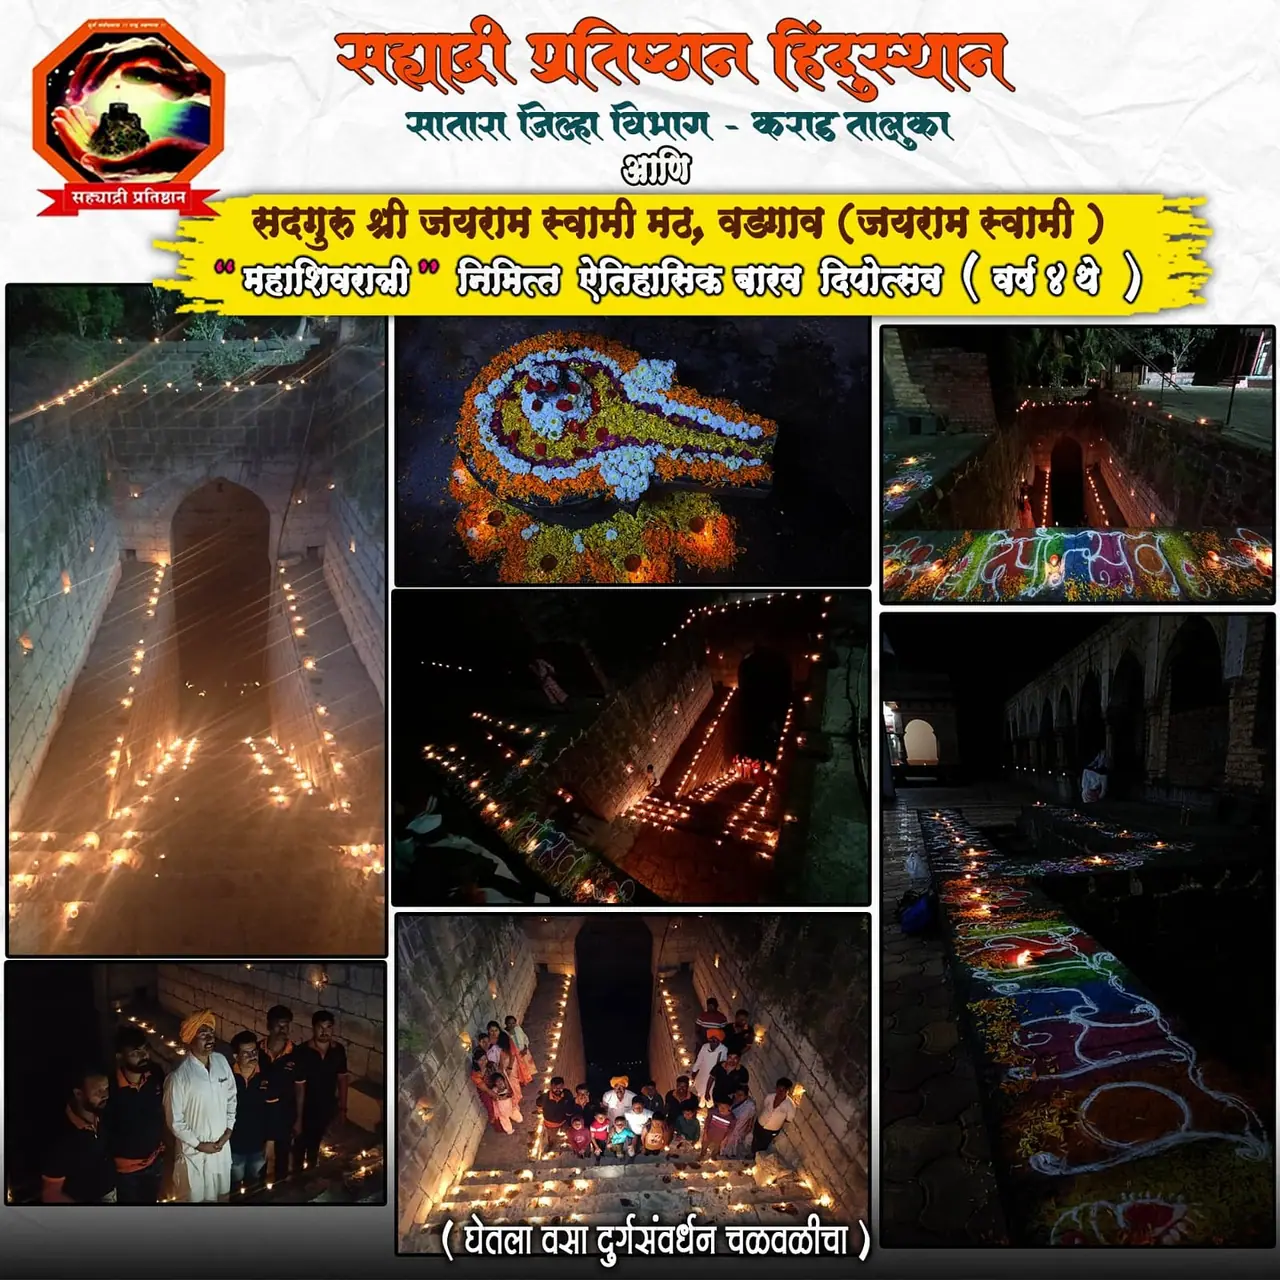 सह्याद्री प्रतिष्ठान हिंदुस्थान
सातारा जिल्हा विभाग - कराड तालुका
आणि
सदगुरु श्री जयराम स्वामी मठ, वडगाव (जयराम स्वामी )
“ महाशिवरात्री ” निमित्त ऐतिहासिक बारव दिपोत्सव ( वर्ष ४ थे )
सह्याद्री प्रतिष्ठान
( घेतला वसा दुर्गसंवर्धन चळवळीचा )